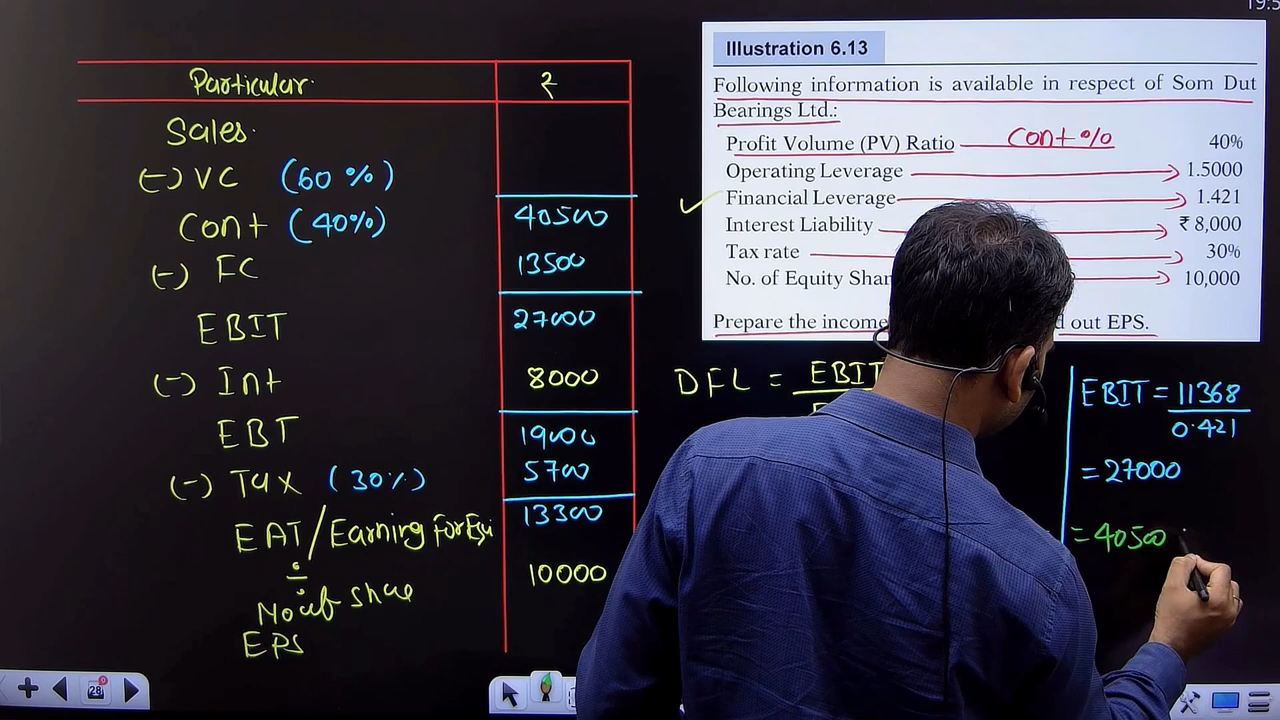 19:5
Particular ₹
Sales
(-) VC (60 %)
Cont (40%) 40500
(-) FC 13500
EBIT 27000
(-) Int 8000
EBT 19000
(-) Tax (30%) 5700
EAT/Earning For Equi 13300
÷
No of Share 10000
EPS
28
Illustration 6.13
Following information is available in respect of Som Dut
Bearings Ltd.:
Profit Volume (PV) Ratio Cont % 40%
Operating Leverage 1.5000
Financial Leverage 1.421
Interest Liability ₹ 8,000
Tax rate 30%
No. of Equity Shar 10,000
Prepare the income d out EPS.
DFL = EBIT
EBIT = 11368
0.421
= 27000
= 40500